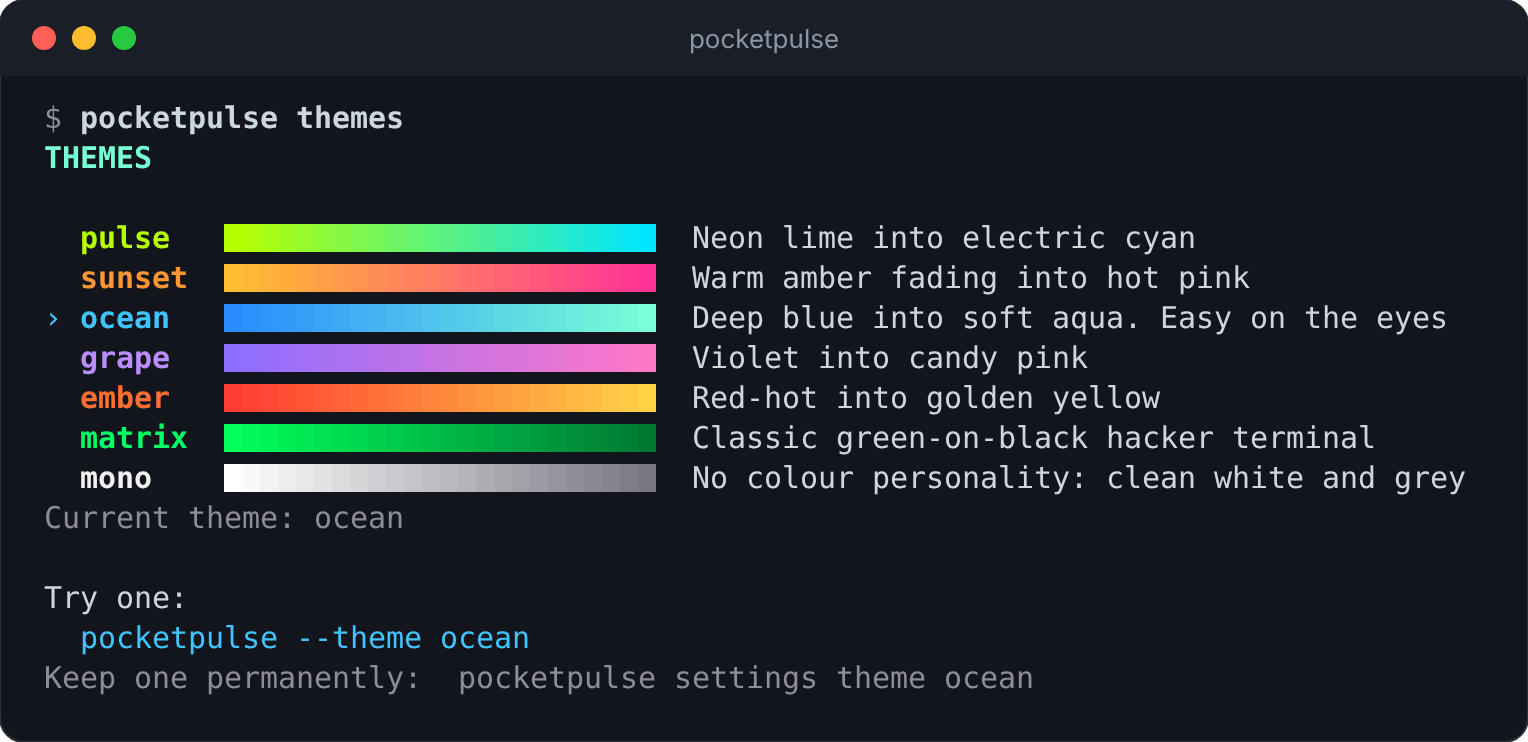 pocketpulse
$ pocketpulse themes
THEMES
pulse Neon lime into electric cyan
sunset Warm amber fading into hot pink
› ocean Deep blue into soft aqua. Easy on the eyes
grape Violet into candy pink
ember Red-hot into golden yellow
matrix Classic green-on-black hacker terminal
mono No colour personality: clean white and grey
Current theme: ocean
Try one:
pocketpulse --theme ocean
Keep one permanently:  pocketpulse settings theme ocean